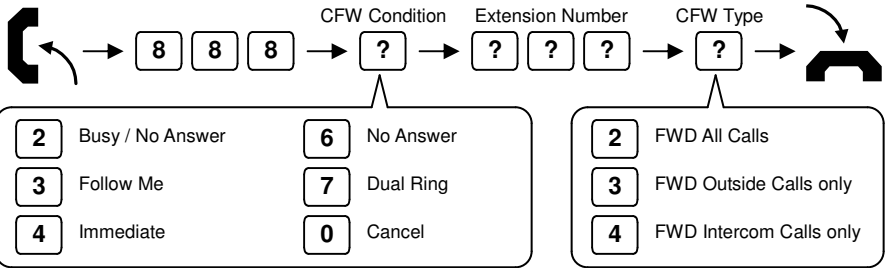 CFW Condition Extension Number CFW Type
8 8 8 ? ? ? ? ?
2 Busy / No Answer 6 No Answer 2 FWD All Calls
3 Follow Me 7 Dual Ring 3 FWD Outside Calls only
4 Immediate 0 Cancel 4 FWD Intercom Calls only